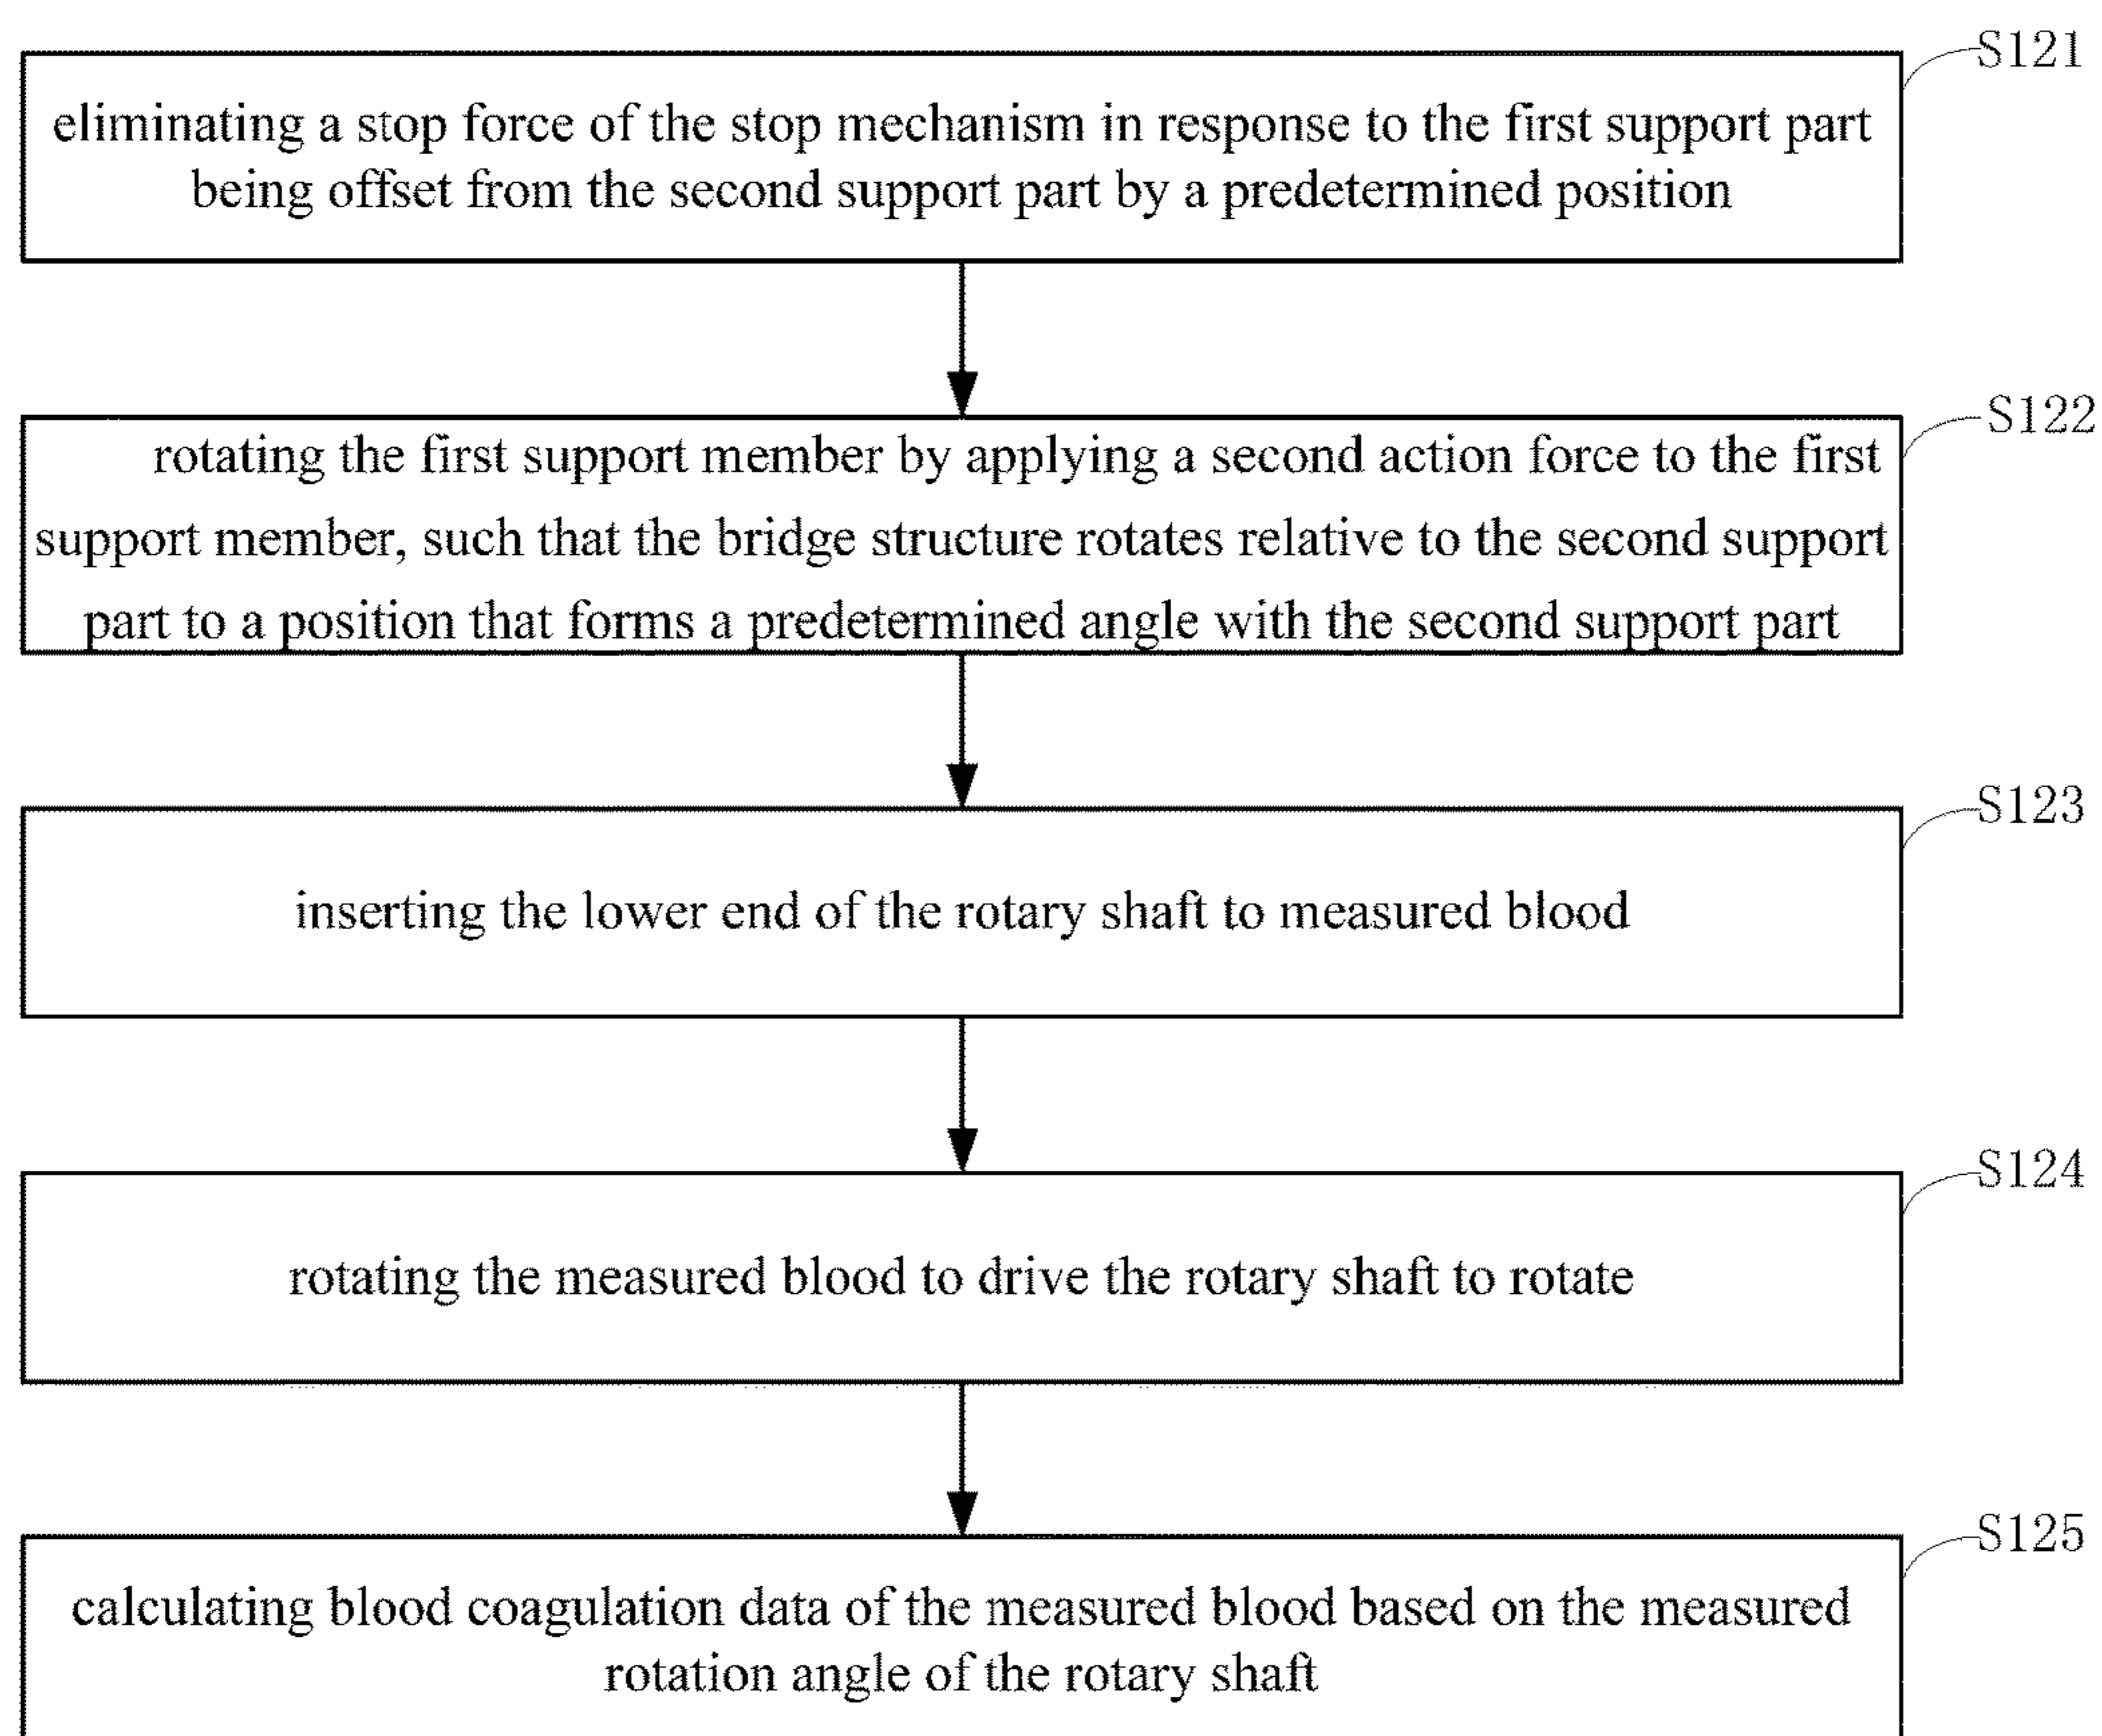 S121
eliminating a stop force of the stop mechanism in response to the first support part
being offset from the second support part by a predetermined position
S122
rotating the first support member by applying a second action force to the first
support member, such that the bridge structure rotates relative to the second support
part to a position that forms a predetermined angle with the second support part
S123
inserting the lower end of the rotary shaft to measured blood
S124
rotating the measured blood to drive the rotary shaft to rotate
S125
calculating blood coagulation data of the measured blood based on the measured
rotation angle of the rotary shaft